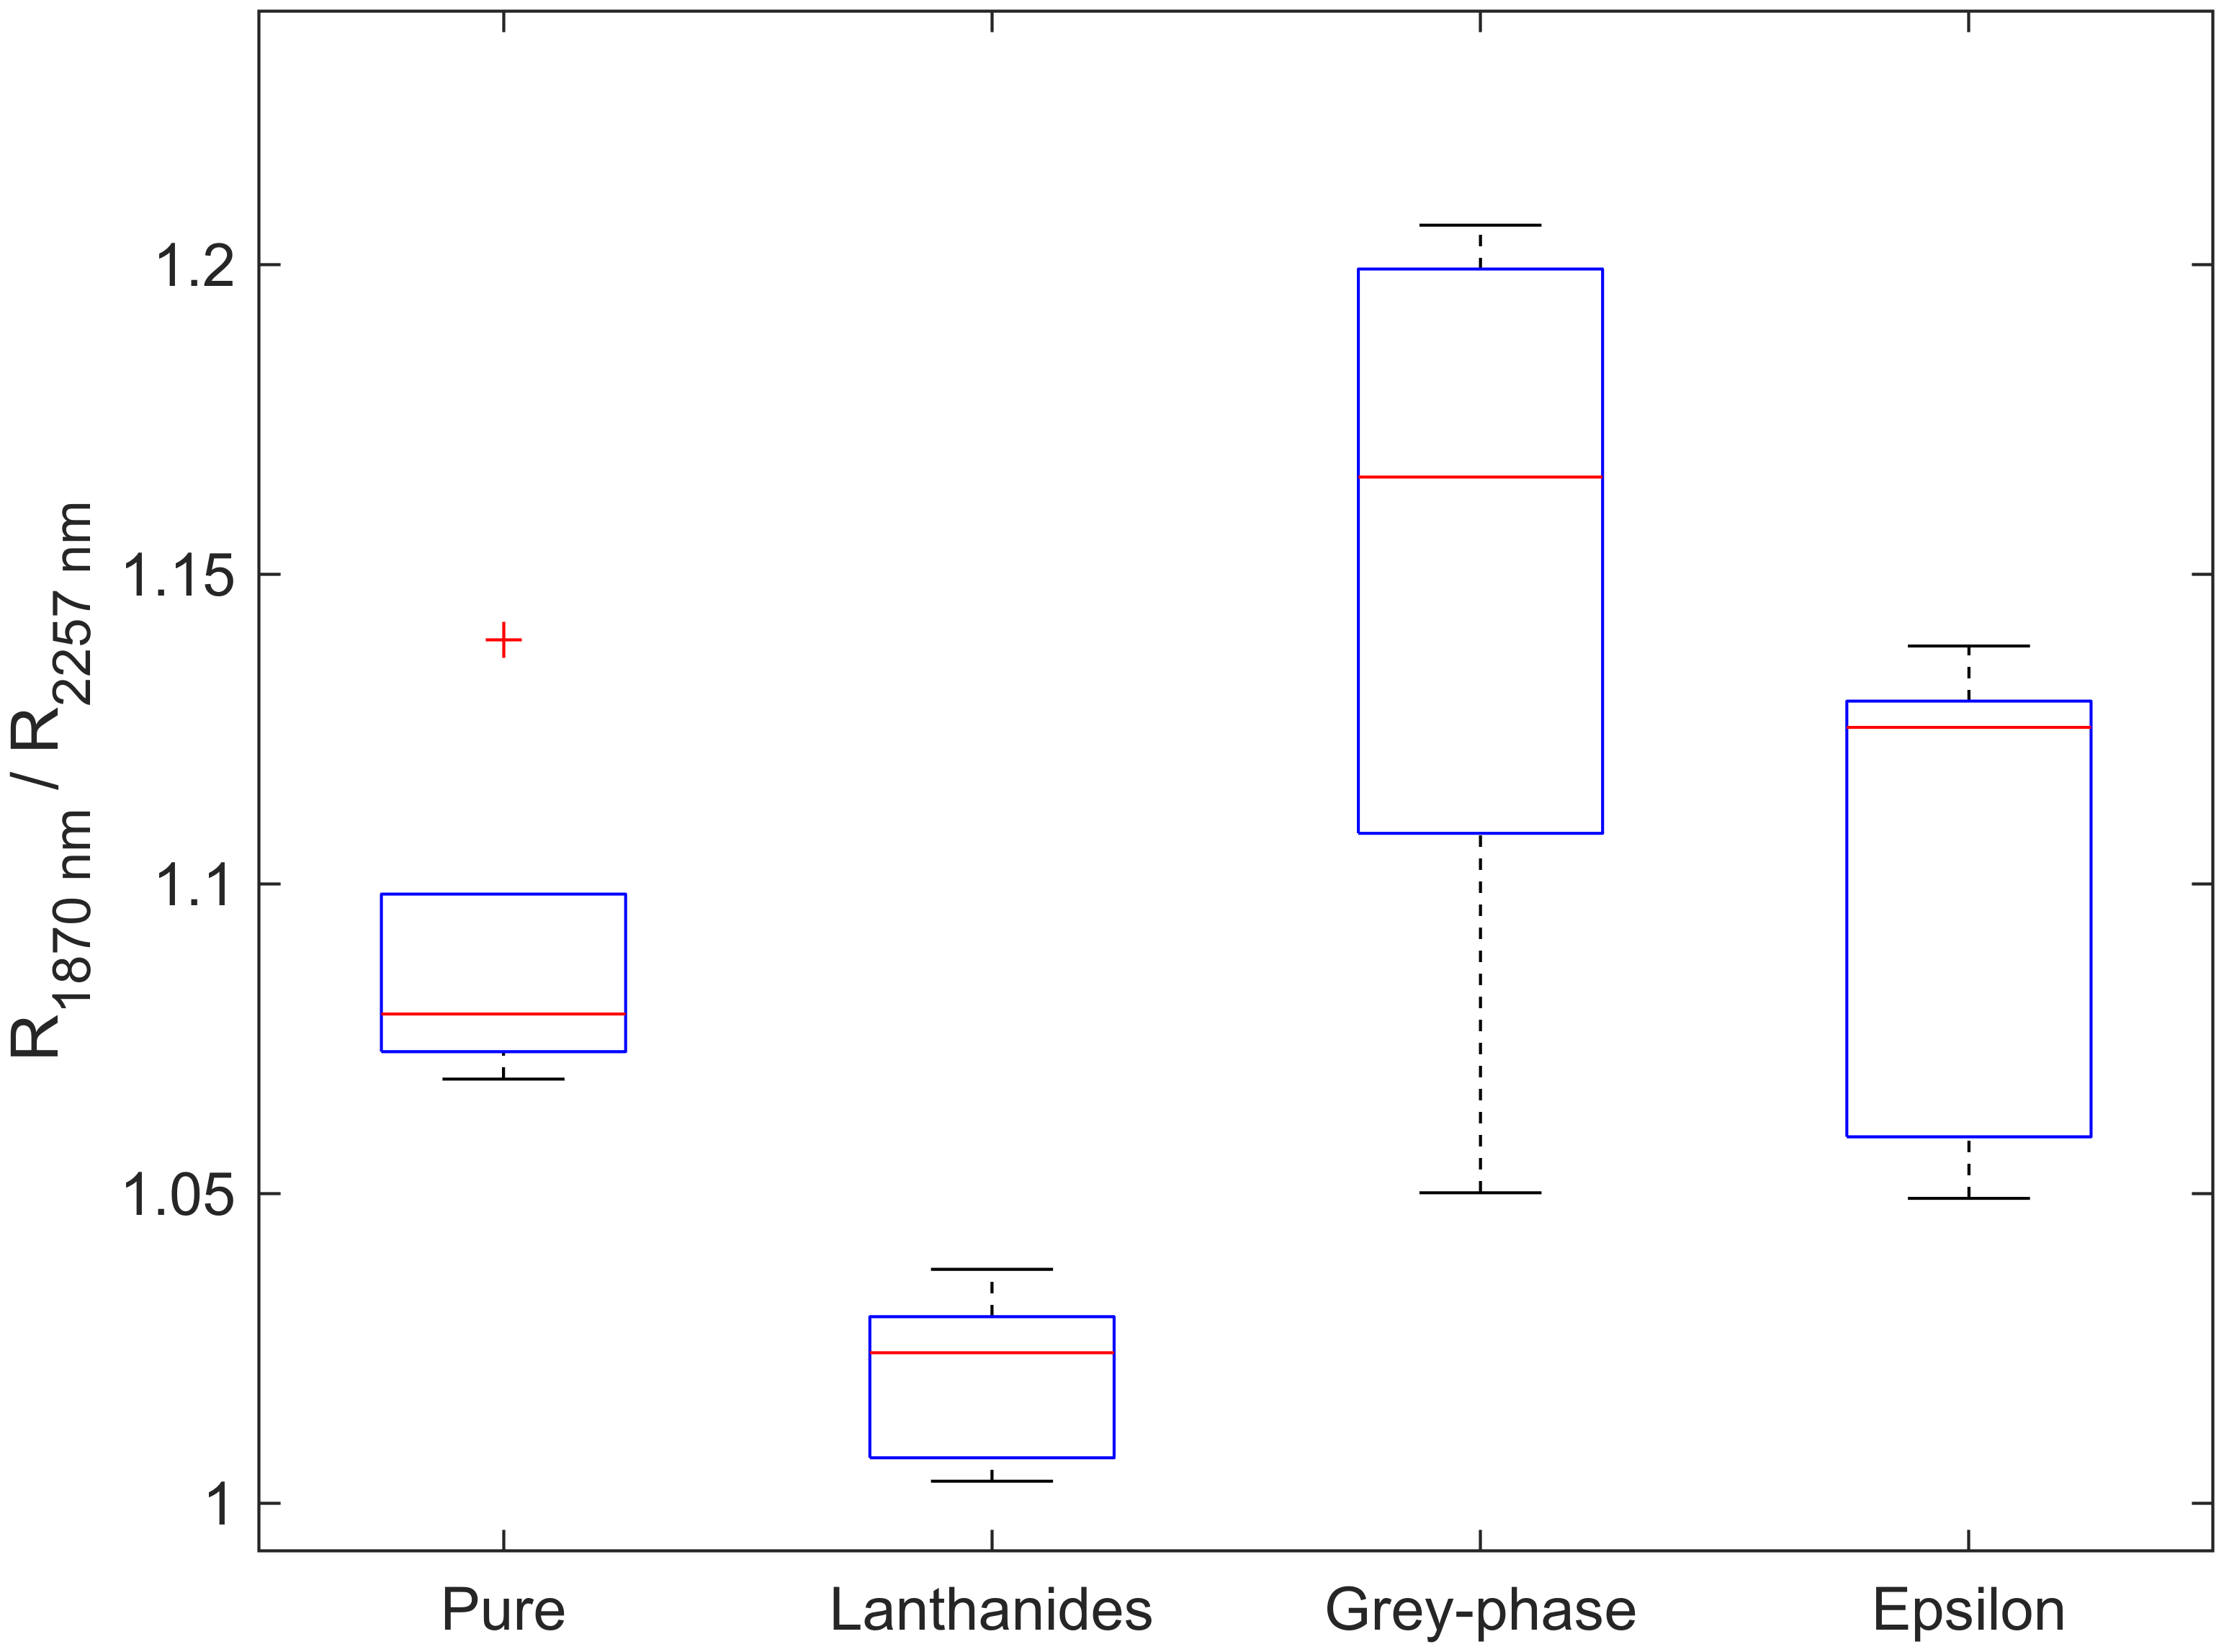 R1870 nm / R2257 nm
1.2
1.15
1.1
1.05
1
Pure Lanthanides Grey-phase Epsilon